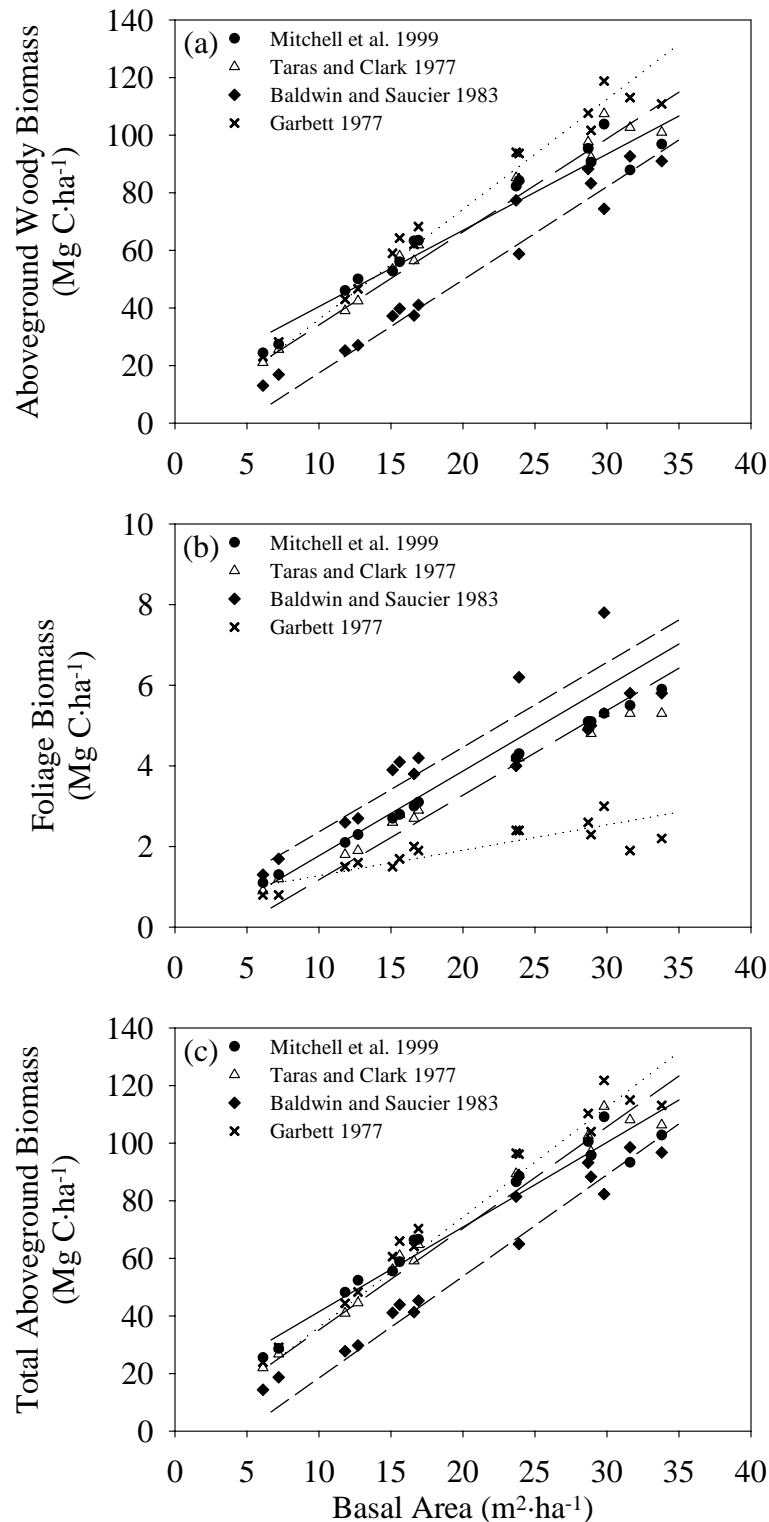 140
120
100
80
60
40
20
0
Aboveground Woody Biomass
(Mg C·ha-1)
(a)
Mitchell et al. 1999
Taras and Clark 1977
Baldwin and Saucier 1983
Garbett 1977
0 5 10 15 20 25 30 35 40
10
8
6
4
2
0
Foliage Biomass
(Mg C·ha-1)
(b)
Mitchell et al. 1999
Taras and Clark 1977
Baldwin and Saucier 1983
Garbett 1977
0 5 10 15 20 25 30 35 40
140
120
100
80
60
40
20
0
Total Aboveground Biomass
(Mg C·ha-1)
(c)
Mitchell et al. 1999
Taras and Clark 1977
Baldwin and Saucier 1983
Garbett 1977
0 5 10 15 20 25 30 35 40
Basal Area (m2·ha-1)